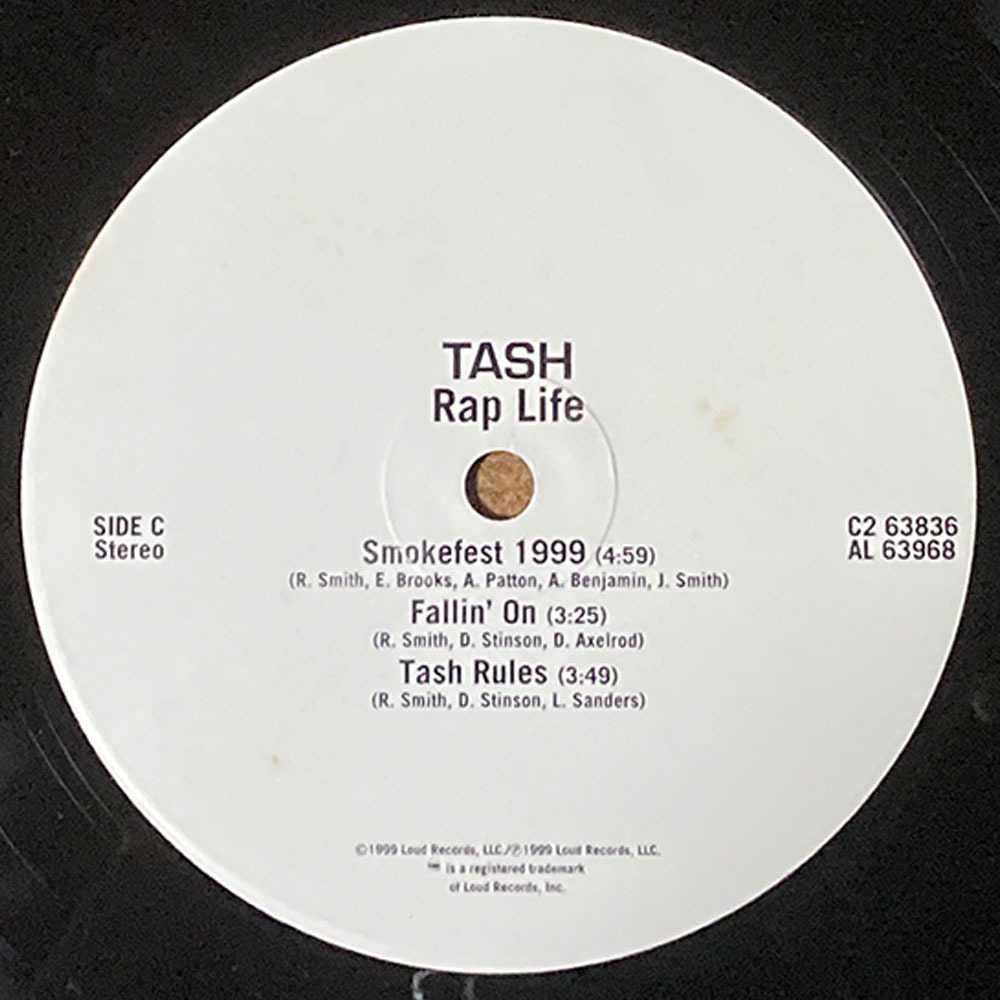 TASH
Rap Life
SIDE C
Stereo
C2 63836
AL 63968
Smokefest 1999 (4:59)
(R. Smith, E. Brooks, A. Patton, A. Benjamin, J. Smith)
Fallin' On (3:25)
(R. Smith, D. Stinson, D. Axelrod)
Tash Rules (3:49)
(R. Smith, D. Stinson, L. Sanders)
©1999 Loud Records, LLC/℗1999 Loud Records, LLC.
is a registered trademark
of Loud Records, Inc.